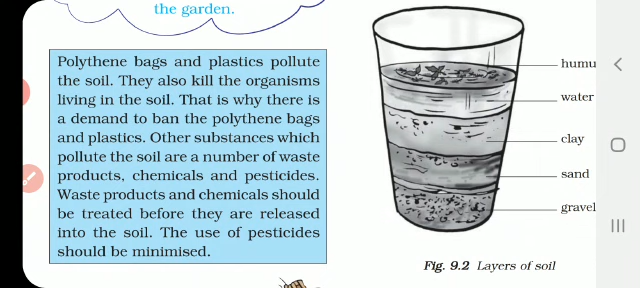 the garden.
Polythene bags and plastics pollute
the soil. They also kill the organisms
living in the soil. That is why there is
a demand to ban the polythene bags
and plastics. Other substances which
pollute the soil are a number of waste
products, chemicals and pesticides.
Waste products and chemicals should
be treated before they are released
into the soil. The use of pesticides
should be minimised.
humu
water
clay
sand
gravel
Fig. 9.2 Layers of soil